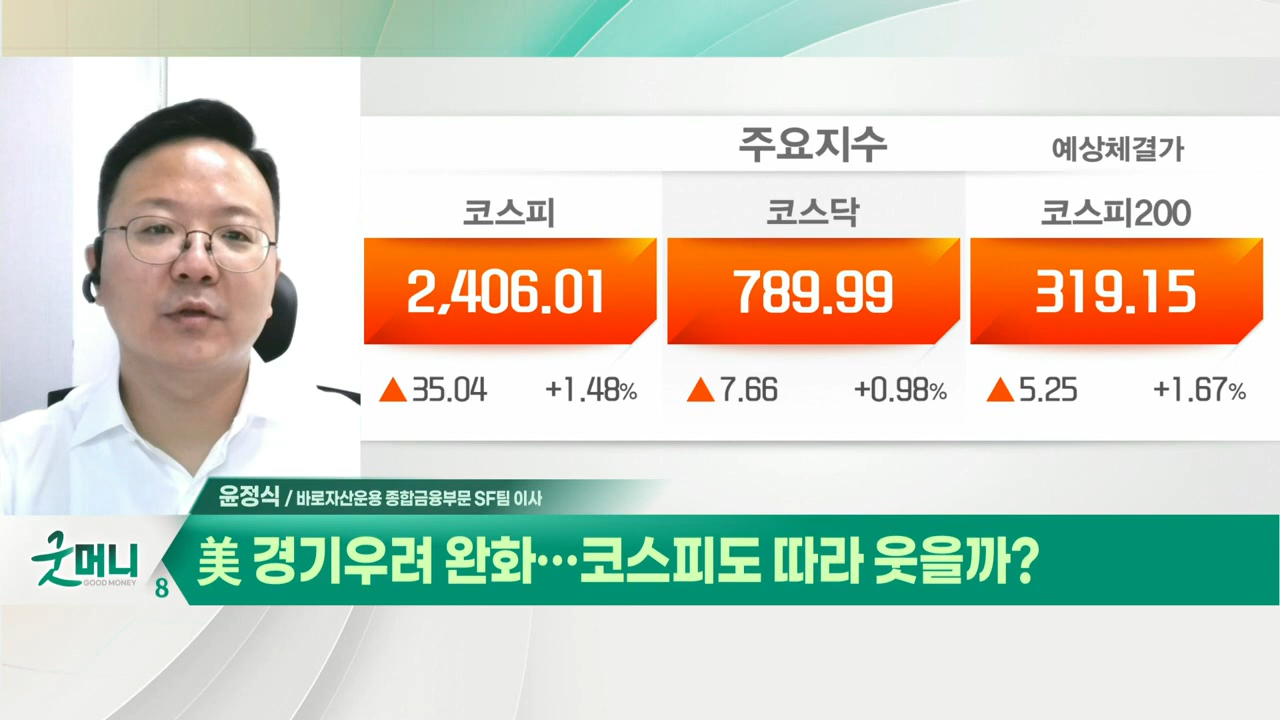 주요지수
예상체결가
코스피
코스닥
코스피200
2,406.01
789.99
319.15
▲35.04 +1.48%
▲7.66 +0.98%
▲5.25 +1.67%
윤정식 / 바로자산운용 종합금융부문 SF팀 이사
굿머니
GOOD MONEY
8
美 경기우려 완화…코스피도 따라 웃을까?